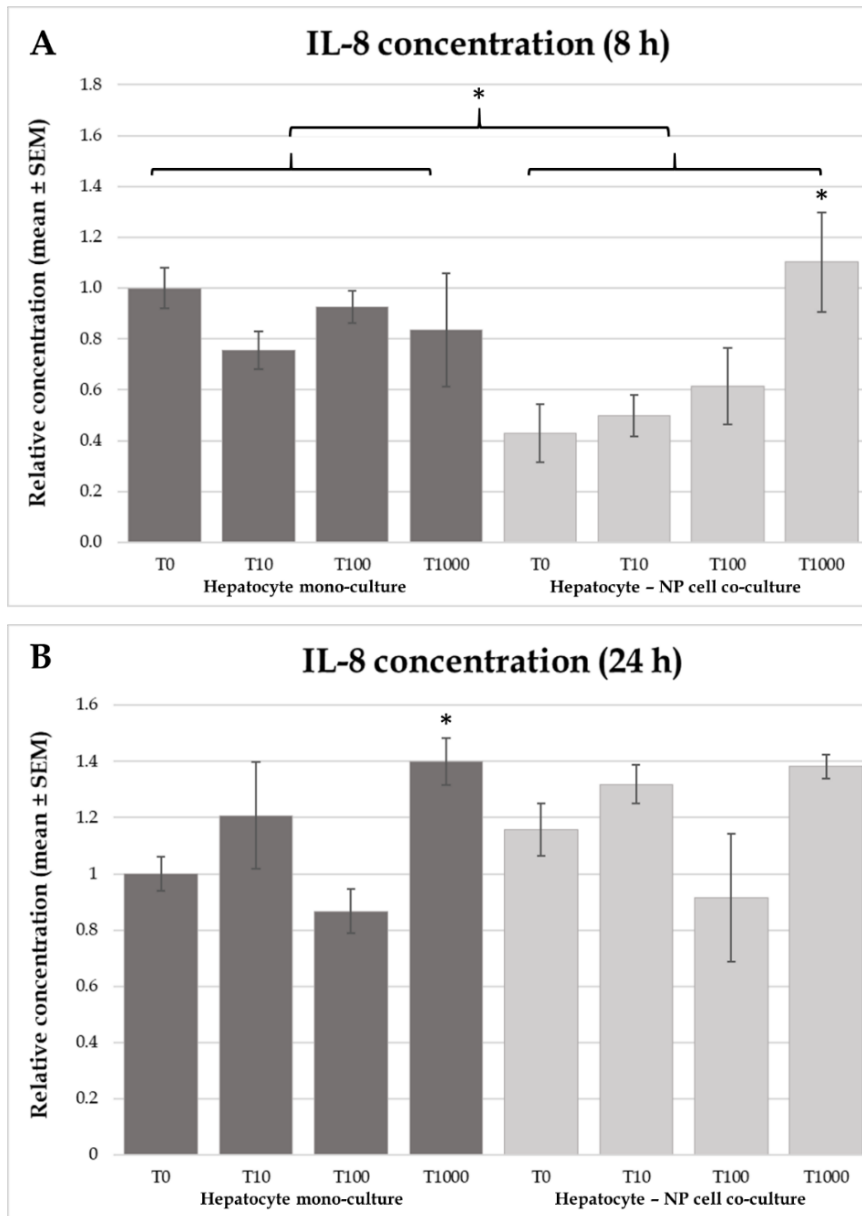 A
IL-8 concentration (8 h)
Relative concentration (mean ± SEM)
1.8
1.6
1.4
1.2
1.0
0.8
0.6
0.4
0.2
0.0
*
*
T0 T10 T100 T1000 T0 T10 T100 T1000
Hepatocyte mono-culture Hepatocyte – NP cell co-culture
B
IL-8 concentration (24 h)
Relative concentration (mean ± SEM)
1.6
1.4
1.2
1
0.8
0.6
0.4
0.2
0
*
T0 T10 T100 T1000 T0 T10 T100 T1000
Hepatocyte mono-culture Hepatocyte – NP cell co-culture